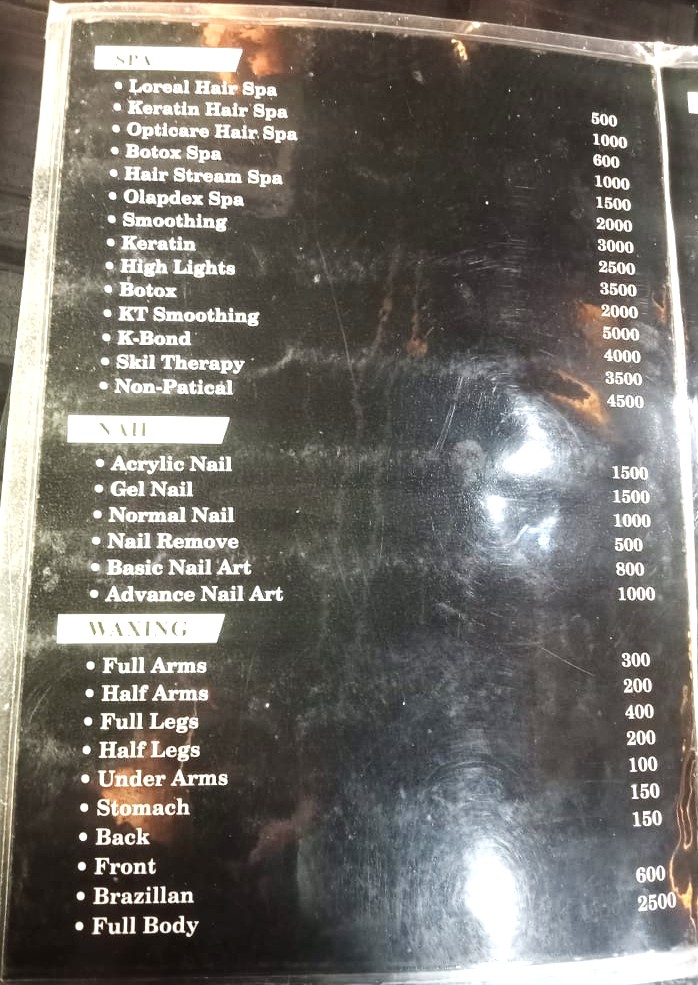 SPA
• Loreal Hair Spa 500
• Keratin Hair Spa 1000
• Opticare Hair Spa 600
• Botox Spa 1000
• Hair Stream Spa 1500
• Olapdex Spa 2000
• Smoothing 3000
• Keratin 2500
• High Lights 3500
• Botox 2000
• KT Smoothing 5000
• K-Bond 4000
• Skil Therapy 3500
• Non-Patical 4500
NAIL
• Acrylic Nail 1500
• Gel Nail 1500
• Normal Nail 1000
• Nail Remove 500
• Basic Nail Art 800
• Advance Nail Art 1000
WAXING
• Full Arms 300
• Half Arms 200
• Full Legs 400
• Half Legs 200
• Under Arms 100
• Stomach 150
• Back 150
• Front
• Brazillan 600
• Full Body 2500